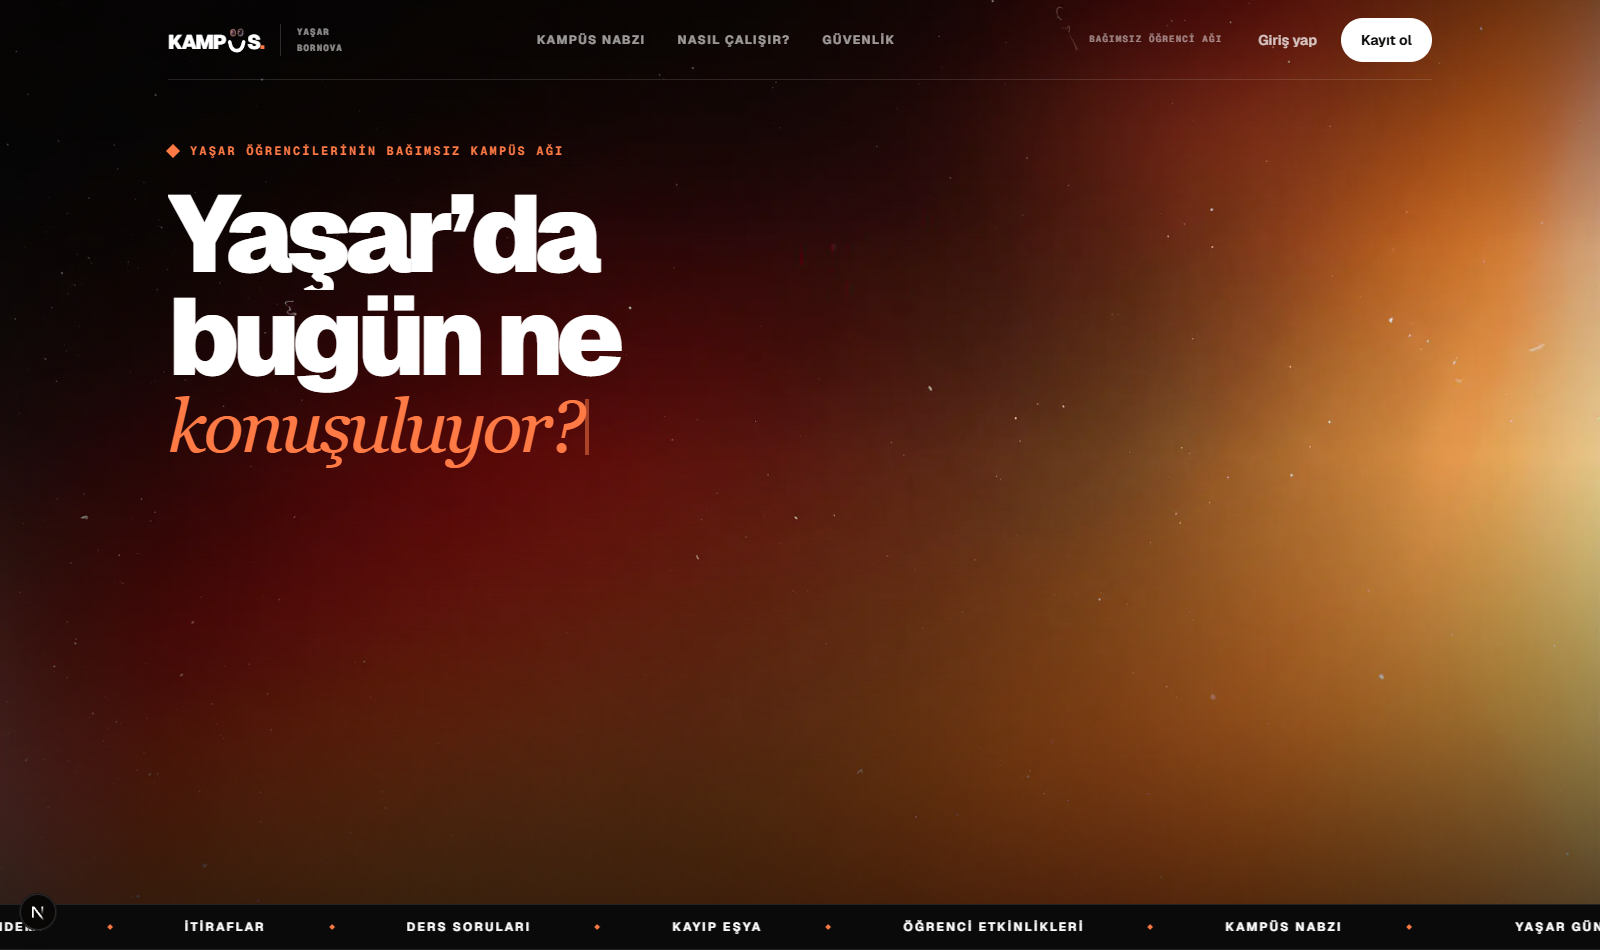 KAMPÜS.
YAŞAR
BORNOVA
KAMPÜS NABZI
NASIL ÇALIŞIR?
GÜVENLİK
BAĞIMSIZ ÖĞRENCİ AĞI
Giriş yap
Kayıt ol
YAŞAR ÖĞRENCİLERİNİN BAĞIMSIZ KAMPÜS AĞI
Yaşar’da
bugün ne
konuşuluyor?
İTİRAFLAR
DERS SORULARI
KAYIP EŞYA
ÖĞRENCİ ETKİNLİKLERİ
KAMPÜS NABZI
YAŞAR